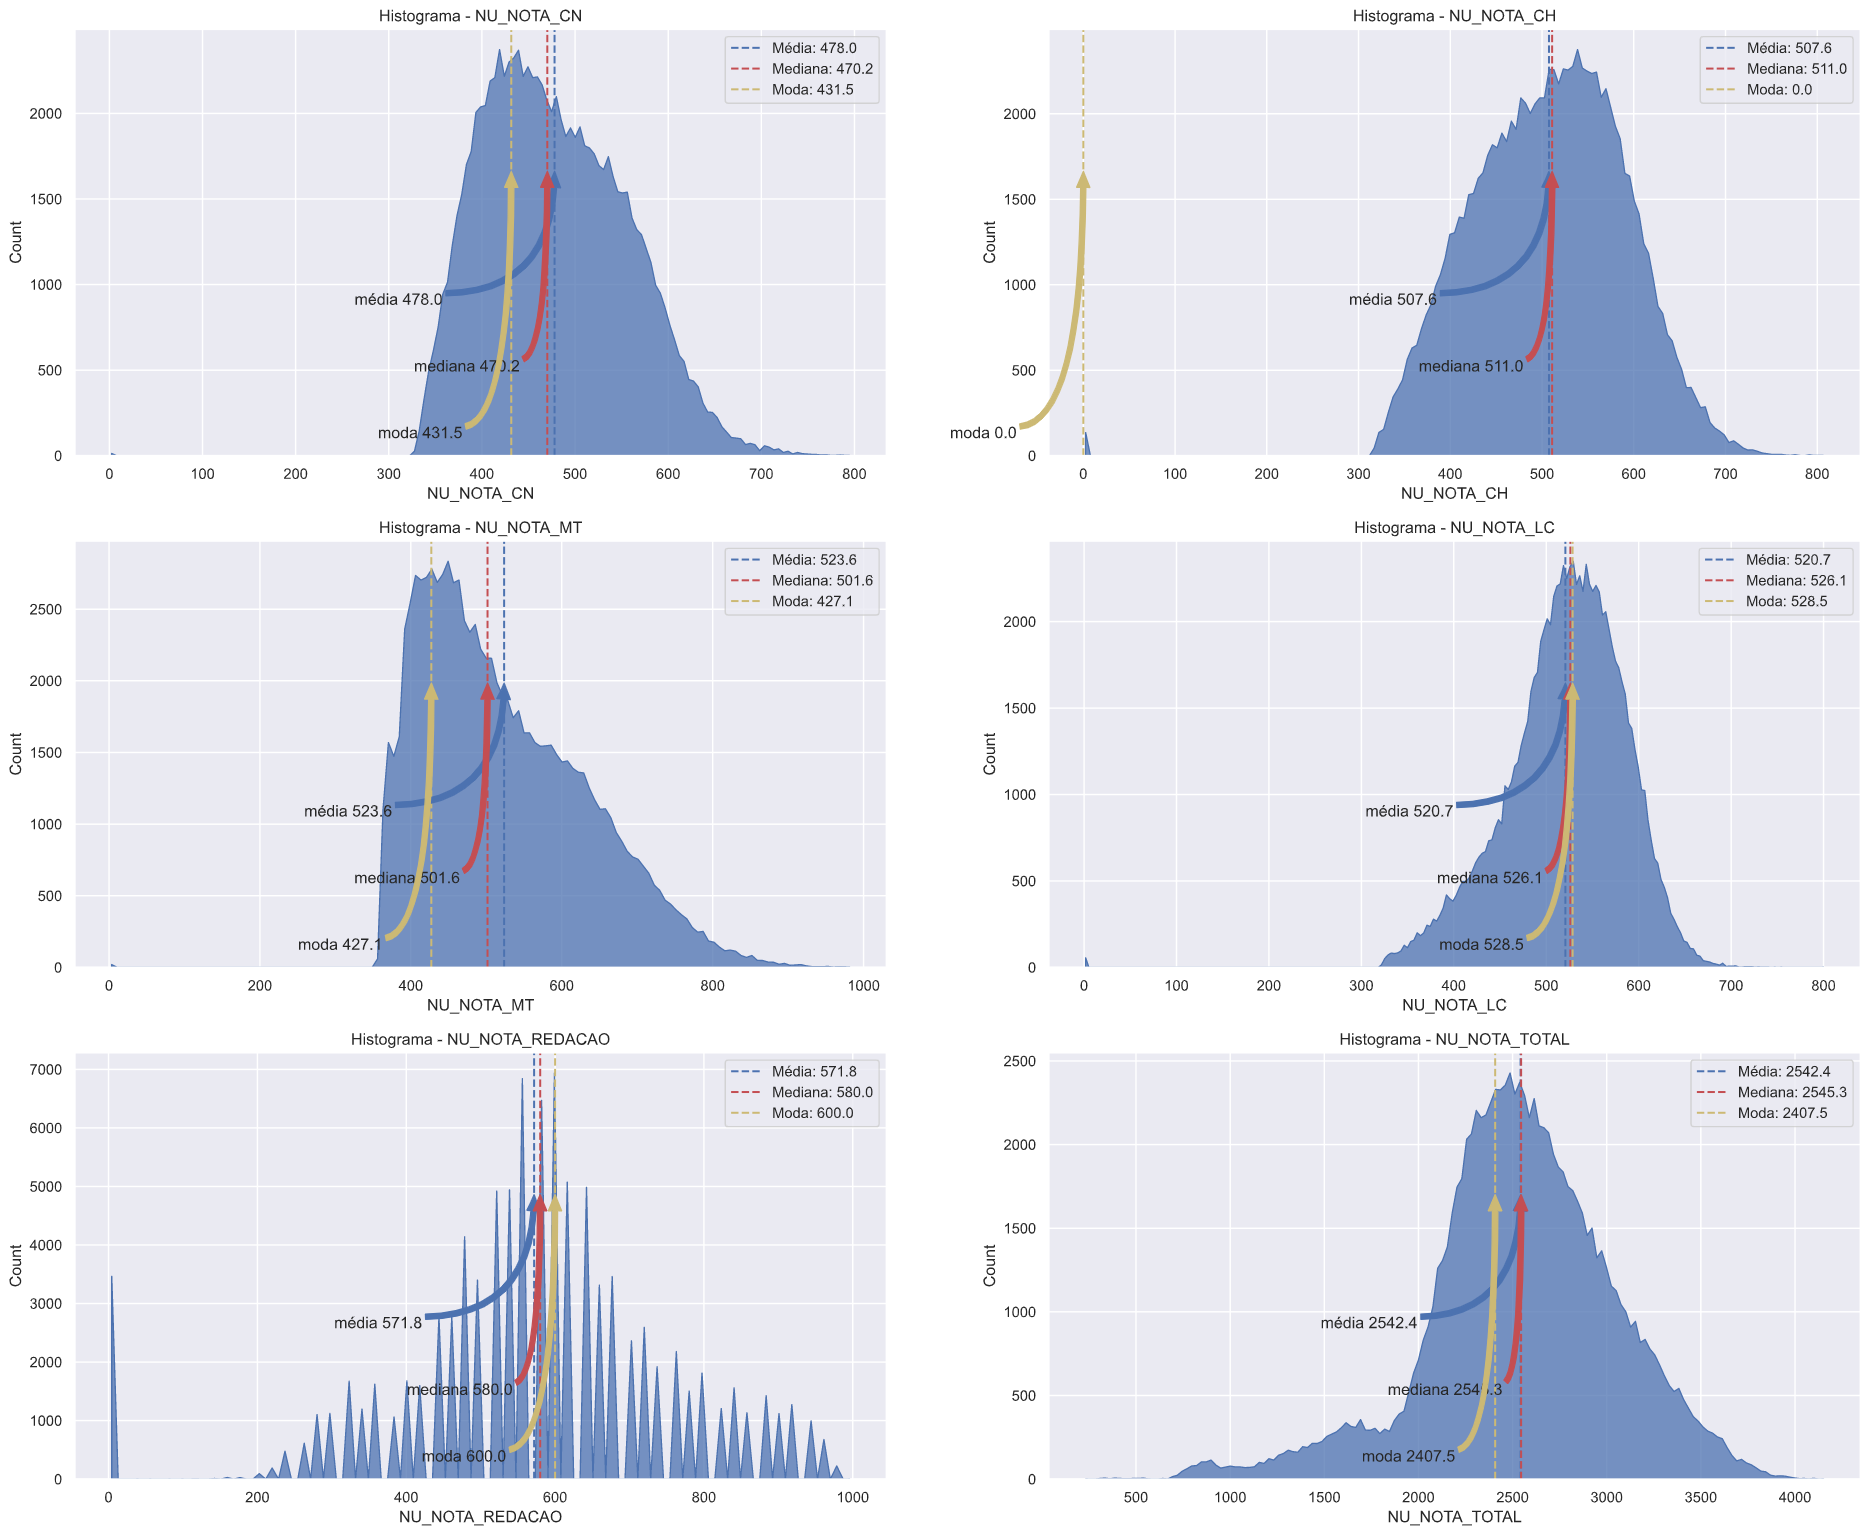 Histograma - NU_NOTA_CN
Média: 478.0
Mediana: 470.2
Moda: 431.5
média 478.0
mediana 470.2
moda 431.5
Count
2000
1500
1000
500
0
0 100 200 300 400 500 600 700 800
NU_NOTA_CN
Histograma - NU_NOTA_CH
Média: 507.6
Mediana: 511.0
Moda: 0.0
média 507.6
mediana 511.0
moda 0.0
Count
2000
1500
1000
500
0
0 100 200 300 400 500 600 700 800
NU_NOTA_CH
Histograma - NU_NOTA_MT
Média: 523.6
Mediana: 501.6
Moda: 427.1
média 523.6
mediana 501.6
moda 427.1
Count
2500
2000
1500
1000
500
0
0 200 400 600 800 1000
NU_NOTA_MT
Histograma - NU_NOTA_LC
Média: 520.7
Mediana: 526.1
Moda: 528.5
média 520.7
mediana 526.1
moda 528.5
Count
2000
1500
1000
500
0
0 100 200 300 400 500 600 700 800
NU_NOTA_LC
Histograma - NU_NOTA_REDACAO
Média: 571.8
Mediana: 580.0
Moda: 600.0
média 571.8
mediana 580.0
moda 600.0
Count
7000
6000
5000
4000
3000
2000
1000
0
0 200 400 600 800 1000
NU_NOTA_REDACAO
Histograma - NU_NOTA_TOTAL
Média: 2542.4
Mediana: 2545.3
Moda: 2407.5
média 2542.4
mediana 2545.3
moda 2407.5
Count
2500
2000
1500
1000
500
0
500 1000 1500 2000 2500 3000 3500 4000
NU_NOTA_TOTAL